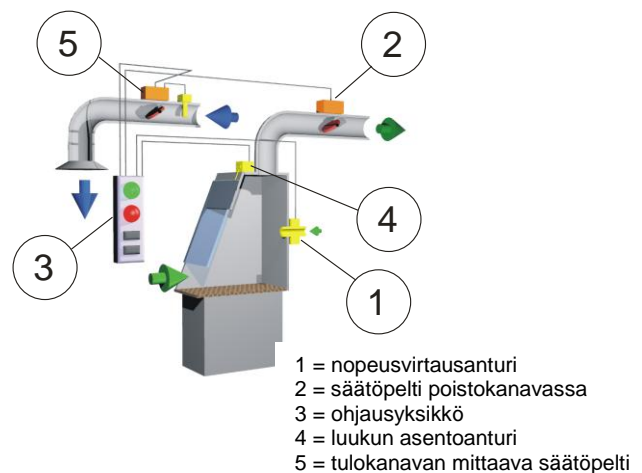 5
2
4
3
1
1 = nopeusvirtausanturi
2 = säätöpelti poistokanavassa
3 = ohjausyksikkö
4 = luukun asentoanturi
5 = tulokanavan mittaava säätöpelti